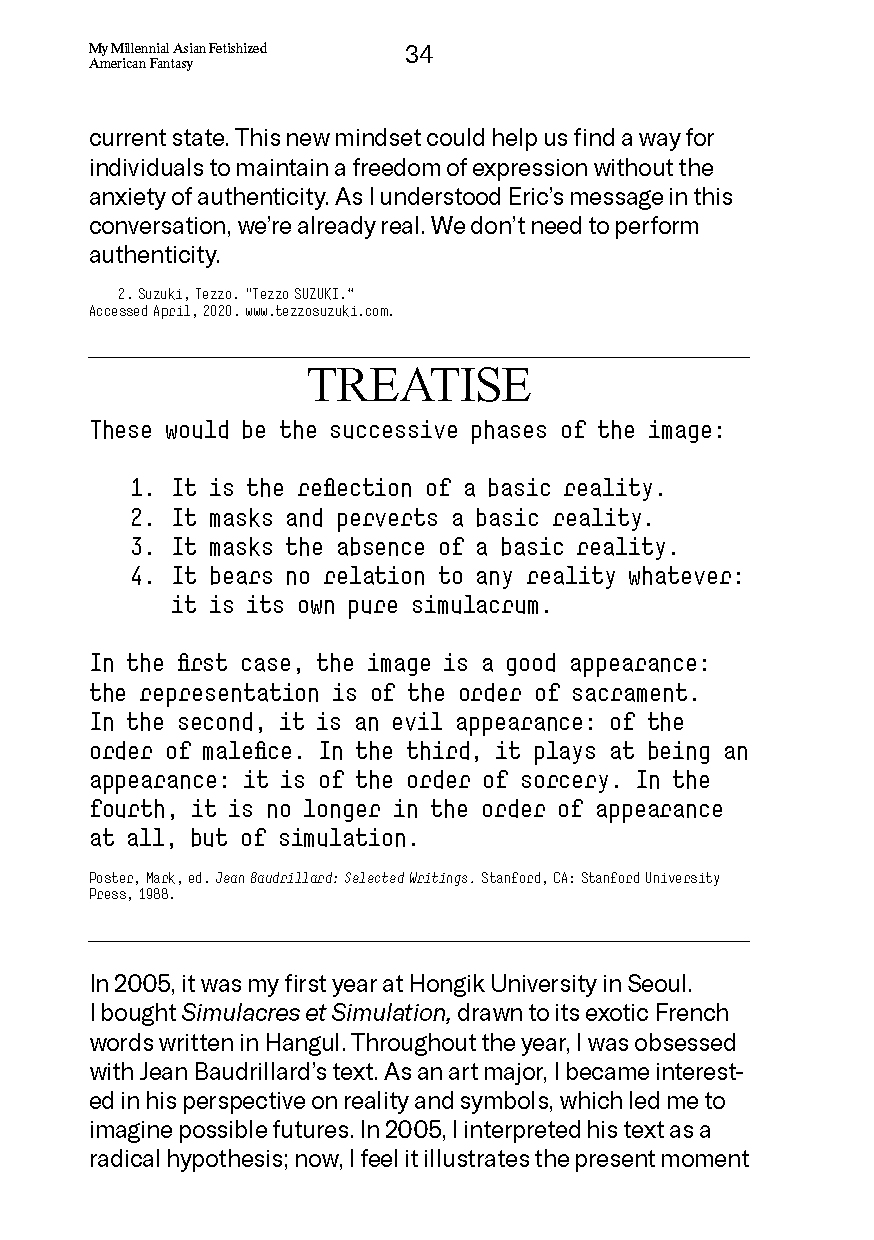 My Millennial Asian Fetishized
American Fantasy
34
current state. This new mindset could help us find a way for
individuals to maintain a freedom of expression without the
anxiety of authenticity. As I understood Eric’s message in this
conversation, we’re already real. We don’t need to perform
authenticity.
2. Suzuki, Tezzo. "Tezzo SUZUKI.“
Accessed April, 2020. www.tezzosuzuki.com.
TREATISE
These would be the successive phases of the image:
1. It is the reflection of a basic reality.
2. It masks and perverts a basic reality.
3. It masks the absence of a basic reality.
4. It bears no relation to any reality whatever:
it is its own pure simulacrum.
In the first case, the image is a good appearance:
the representation is of the order of sacrament.
In the second, it is an evil appearance: of the
order of malefice. In the third, it plays at being an
appearance: it is of the order of sorcery. In the
fourth, it is no longer in the order of appearance
at all, but of simulation.
Poster, Mark, ed. Jean Baudrillard: Selected Writings. Stanford, CA: Stanford University
Press, 1988.
In 2005, it was my first year at Hongik University in Seoul.
I bought Simulacres et Simulation, drawn to its exotic French
words written in Hangul. Throughout the year, I was obsessed
with Jean Baudrillard’s text. As an art major, I became interest-
ed in his perspective on reality and symbols, which led me to
imagine possible futures. In 2005, I interpreted his text as a
radical hypothesis; now, I feel it illustrates the present moment